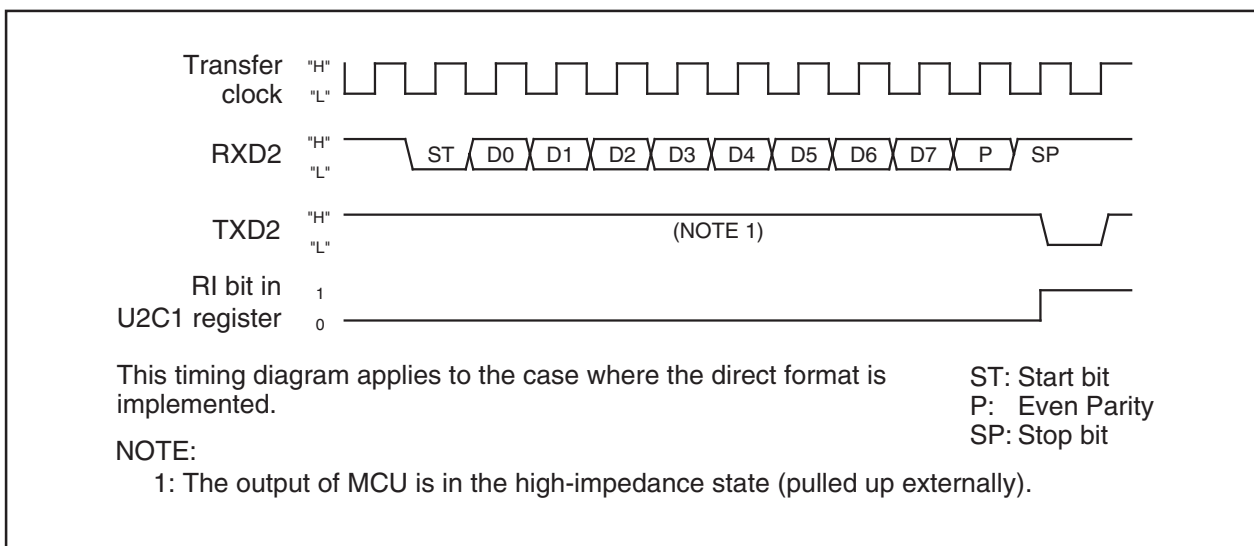 Transfer
clock
"H"
"L"
RXD2
"H"
"L"
ST D0 D1 D2 D3 D4 D5 D6 D7 P SP
TXD2
"H"
"L"
(NOTE 1)
RI bit in
U2C1 register
1
0
This timing diagram applies to the case where the direct format is
implemented.
ST: Start bit
P: Even Parity
SP: Stop bit
NOTE:
1: The output of MCU is in the high-impedance state (pulled up externally).